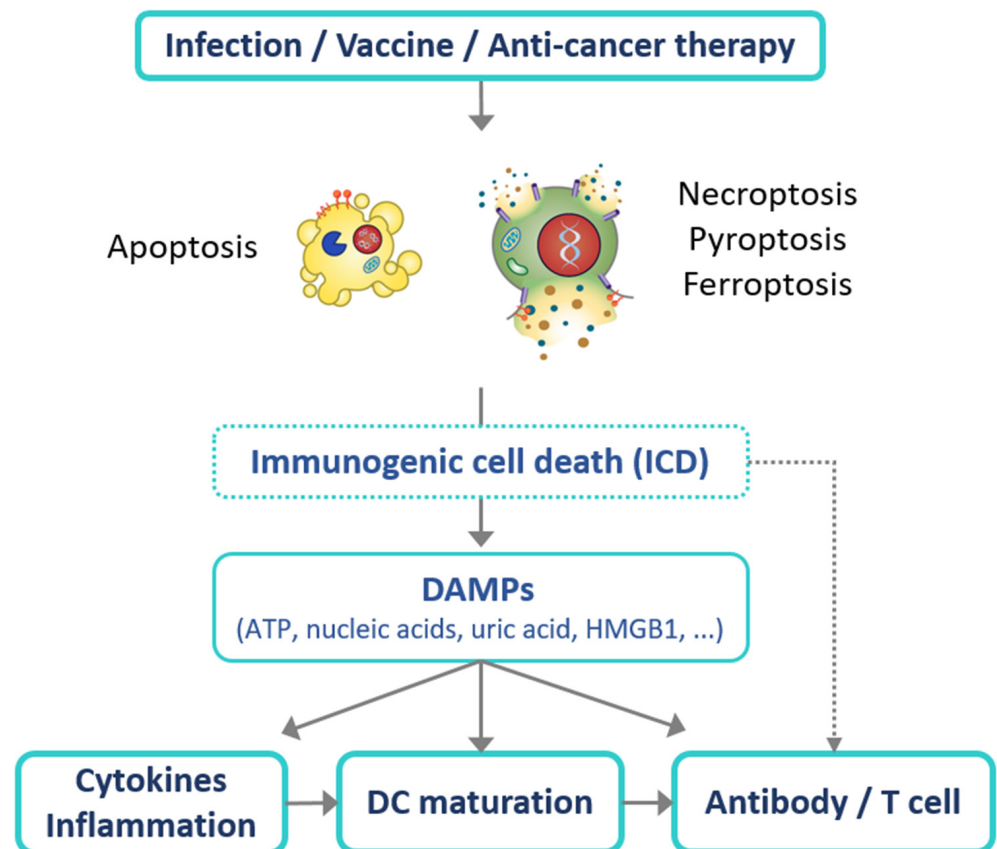 Infection / Vaccine / Anti-cancer therapy
Apoptosis
Necroptosis
Pyroptosis
Ferroptosis
Immunogenic cell death (ICD)
DAMPs
(ATP, nucleic acids, uric acid, HMGB1, ...)
Cytokines
Inflammation
DC maturation
Antibody / T cell